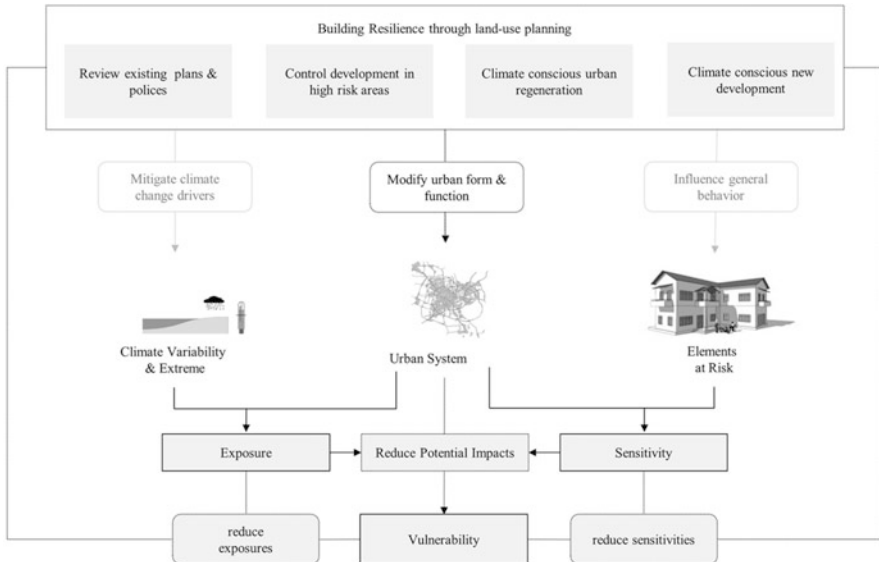 Building Resilience through land-use planning
Review existing plans &
polices
Control development in
high risk areas
Climate conscious urban
regeneration
Climate conscious new
development
Mitigate climate
change drivers
Modify urban form &
function
Influence general
behavior
Climate Variability
& Extreme
Urban System
Elements
at Risk
Exposure
Reduce Potential Impacts
Sensitivity
reduce
exposures
Vulnerability
reduce sensitivities